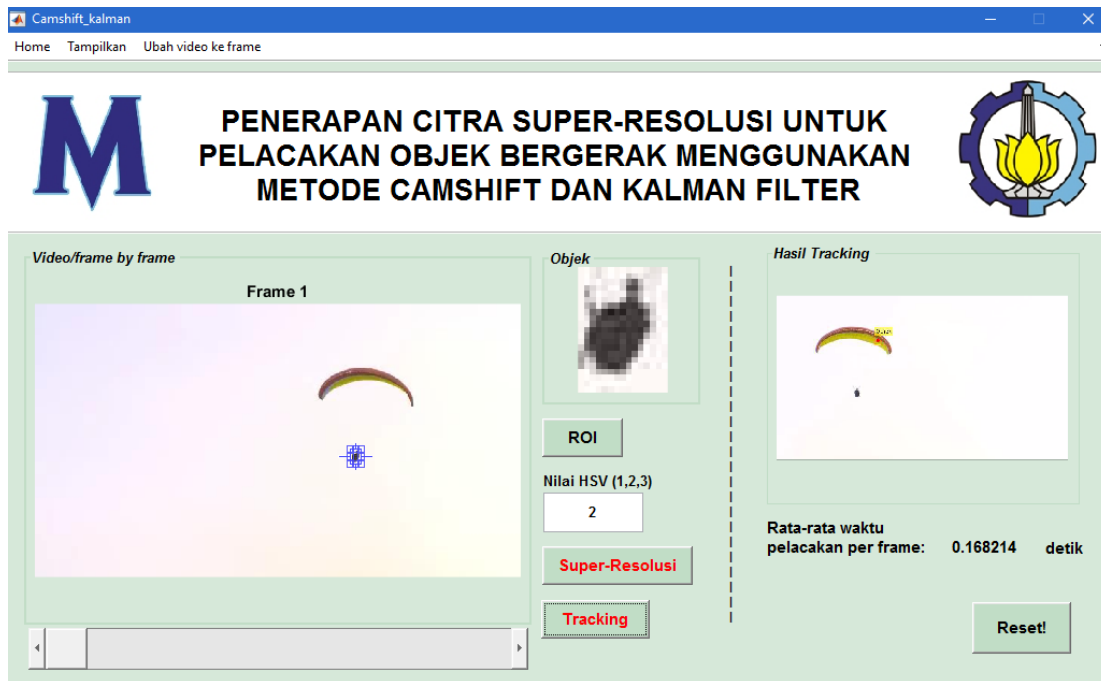 Camshift_kalman
Home Tampilkan Ubah video ke frame
M
PENERAPAN CITRA SUPER-RESOLUSI UNTUK
PELACAKAN OBJEK BERGERAK MENGGUNAKAN
METODE CAMSHIFT DAN KALMAN FILTER
Video/frame by frame
Frame 1
Objek
ROI
Nilai HSV (1,2,3)
2
Super-Resolusi
Tracking
Hasil Tracking
Rata-rata waktu
pelacakan per frame: 0.168214 detik
Reset!